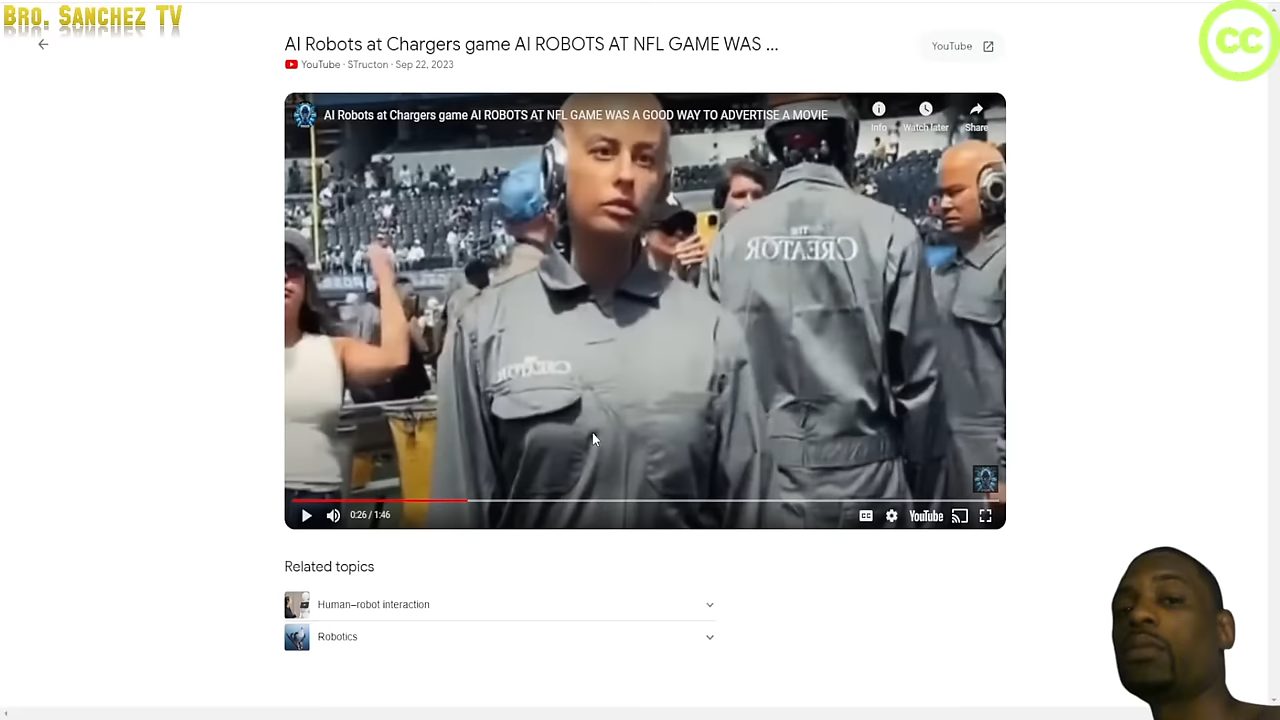 BRO. SANCHEZ TV
CC
AI Robots at Chargers game AI ROBOTS AT NFL GAME WAS ...
YouTube
YouTube · STructon · Sep 22, 2023
AI Robots at Chargers game AI ROBOTS AT NFL GAME WAS A GOOD WAY TO ADVERTISE A MOVIE
Info
Watch later
Share
THE
CREATOR
CREATOR
0:26 / 1:46
CC
YouTube
Related topics
Human–robot interaction
Robotics